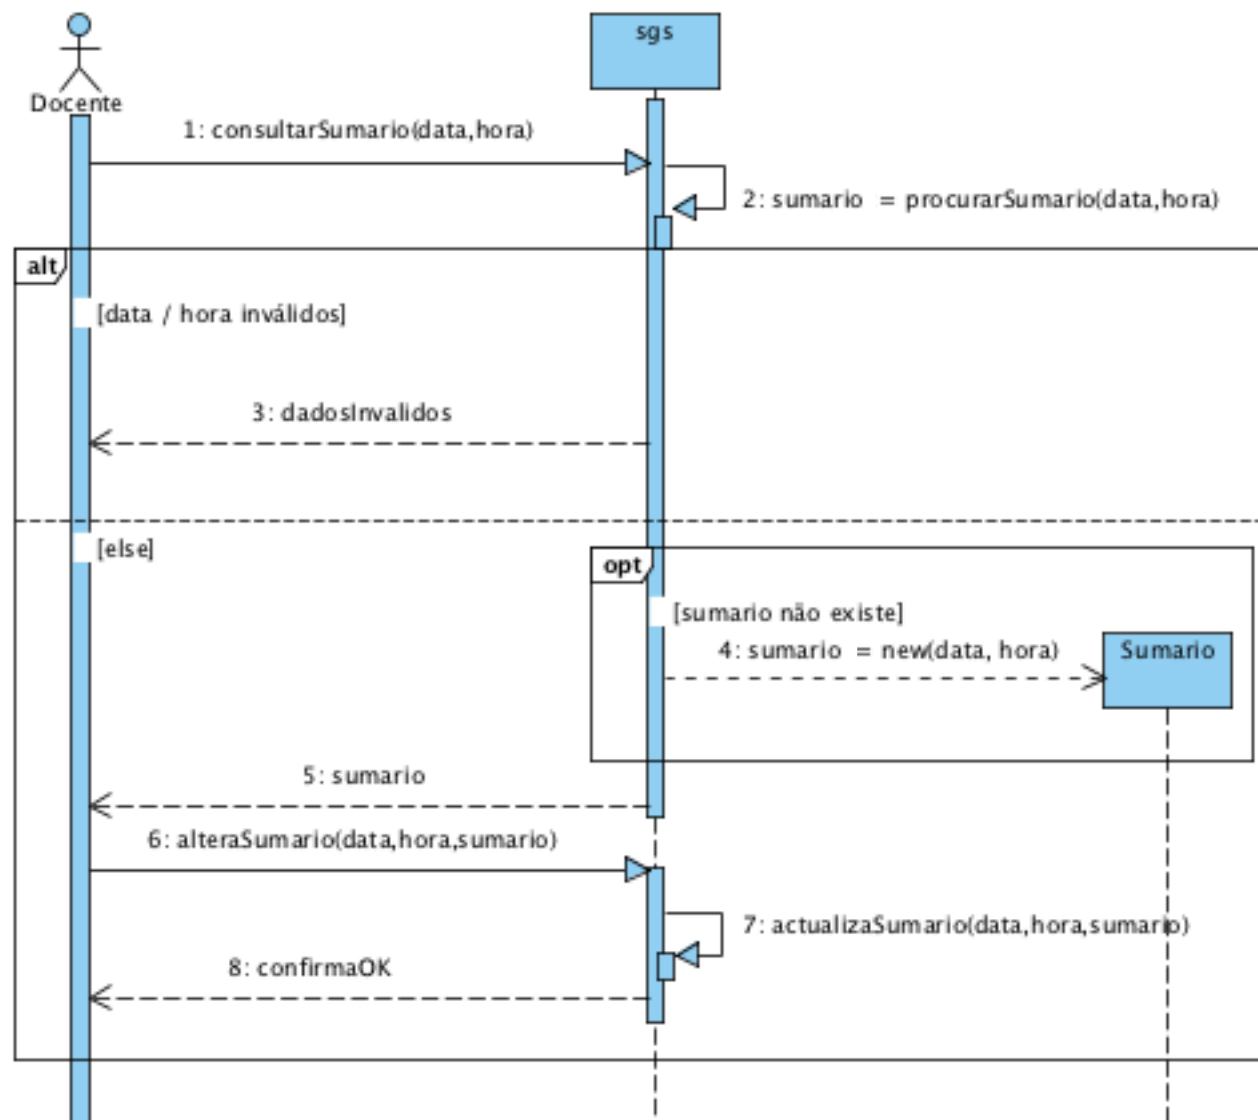 sgs
Docente
1: consultarSumario(data,hora)
2: sumario = procurarSumario(data,hora)
alt
[data / hora inválidos]
3: dadosInvalidos
[else]
opt
[sumario não existe]
4: sumario = new(data, hora)
Sumario
5: sumario
6: alteraSumario(data,hora,sumario)
7: actualizaSumario(data,hora,sumario)
8: confirmaOK